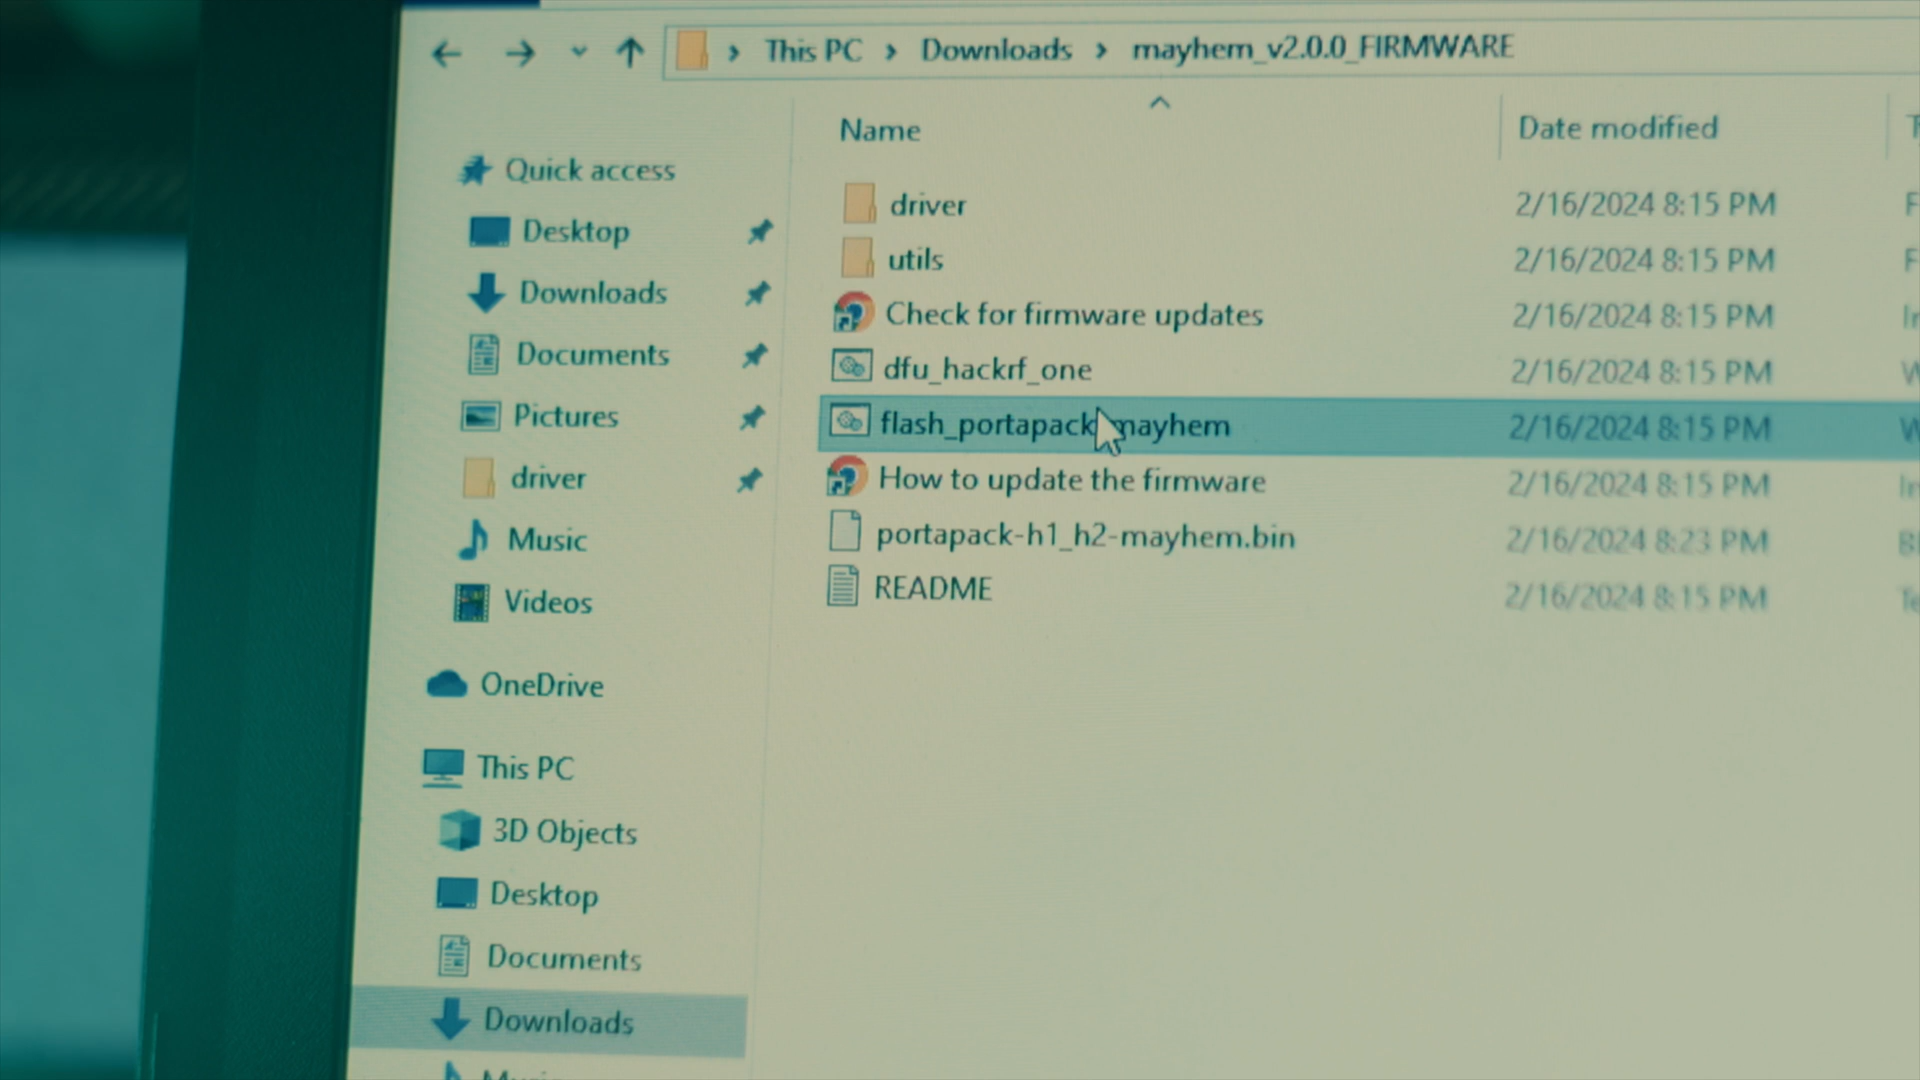 This PC > Downloads > mayhem_v2.0.0_FIRMWARE
Name Date modified
Quick access
Desktop
Downloads
Documents
Pictures
driver
Music
Videos
OneDrive
This PC
3D Objects
Desktop
Documents
Downloads
driver 2/16/2024 8:15 PM
utils 2/16/2024 8:15 PM
Check for firmware updates 2/16/2024 8:15 PM
dfu_hackrf_one 2/16/2024 8:15 PM
flash_portapack_mayhem 2/16/2024 8:15 PM
How to update the firmware 2/16/2024 8:15 PM
portapack-h1_h2-mayhem.bin 2/16/2024 8:23 PM
README 2/16/2024 8:15 PM